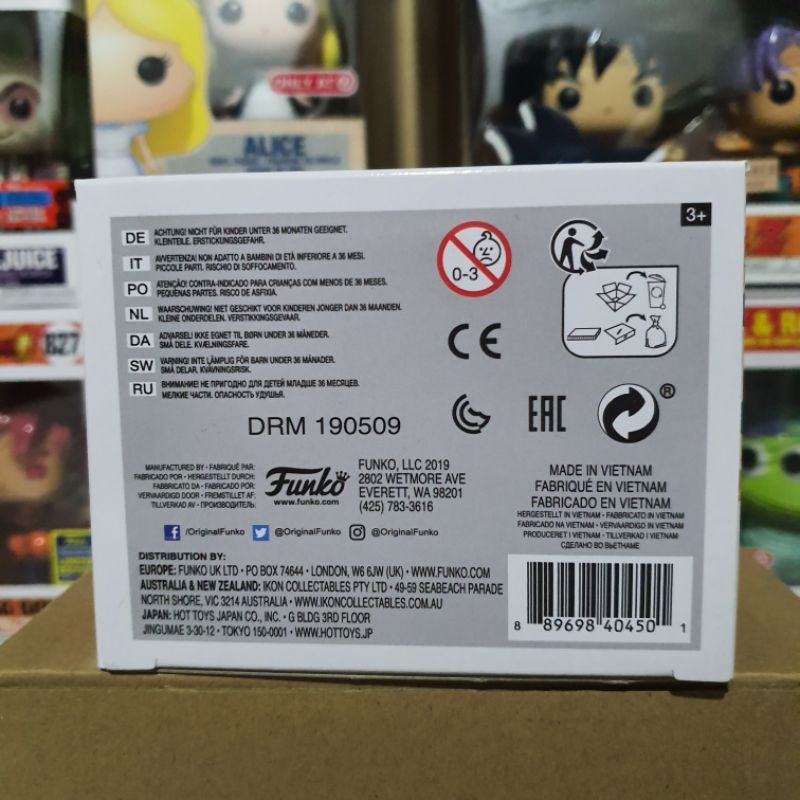 ONLY AT
ALICE
JUICE
827
& R
3+
DE ACHTUNG! NICHT FÜR KINDER UNTER 36 MONATEN GEEIGNET.
KLEINTEILE. ERSTICKUNGSGEFAHR.
IT AVVERTENZA! NON ADATTO A BAMBINI DI ETÀ INFERIORE A 36 MESI.
PICCOLE PARTI. RISCHIO DI SOFFOCAMENTO.
PO ATENÇÃO! CONTRA-INDICADO PARA CRIANÇAS COM MENOS DE 36 MESES.
PEQUENAS PARTES. RISCO DE ASFIXIA.
NL WAARSCHUWING! NIET GESCHIKT VOOR KINDEREN JONGER DAN 36 MAANDEN.
KLEINE ONDERDELEN. VERSTIKKINGSGEVAAR.
DA ADVARSEL! IKKE EGNET TIL BØRN UNDER 36 MÅNEDER.
SMÅ DELE. KVÆLNINGSFARE.
SW VARNING! INTE LÄMPLIG FÖR BARN UNDER 36 MÅNADER.
SMÅ DELAR. KVÄVNINGSRISK.
RU ВНИМАНИЕ! НЕ ПРИГОДНО ДЛЯ ДЕТЕЙ МЛАДШЕ 36 МЕСЯЦЕВ.
МЕЛКИЕ ЧАСТИ. ОПАСНОСТЬ УДУШЬЯ.
0-3
CE
EAC
®
DRM 190509
MANUFACTURED BY • FABRIQUÉ PAR:
FABRICADO POR • HERGESTELLT DURCH:
FABBRICATO DA • FABRICADO POR:
VERVAARDIGD DOOR • FREMSTILLET AF:
TILLVERKAD AV • ПРОИЗВОДИТЕЛЬ:
Funko
www.funko.com
FUNKO, LLC 2019
2802 WETMORE AVE
EVERETT, WA 98201
(425) 783-3616
/OriginalFunko @OriginalFunko @OriginalFunko
MADE IN VIETNAM
FABRIQUÉ EN VIETNAM
FABRICADO EN VIETNAM
HERGESTELLT IN VIETNAM • FABBRICATO IN VIETNAM
FABRICADO NA VIETNAM • VERVAARDIGD IN VIETNAM
PRODUCERET I VIETNAM • TILLVERKAD I VIETNAM
СДЕЛАНО ВО ВЬЕТНАМЕ
DISTRIBUTION BY:
EUROPE: FUNKO UK LTD • PO BOX 74644 • LONDON, W6 6JW (UK) • WWW.FUNKO.COM
AUSTRALIA & NEW ZEALAND: IKON COLLECTABLES PTY LTD • 49-59 SEABEACH PARADE
NORTH SHORE, VIC 3214 AUSTRALIA • WWW.IKONCOLLECTABLES.COM.AU
JAPAN: HOT TOYS JAPAN CO., INC. • G BLDG 3RD FLOOR
JINGUMAE 3-30-12 • TOKYO 150-0001 • WWW.HOTTOYS.JP
8 89698 40450 1